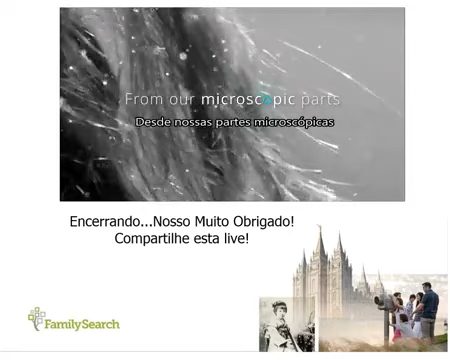 From our microscopic parts
Desde nossas partes microscópicas
Encerrando...Nosso Muito Obrigado!
Compartilhe esta live!
FamilySearch